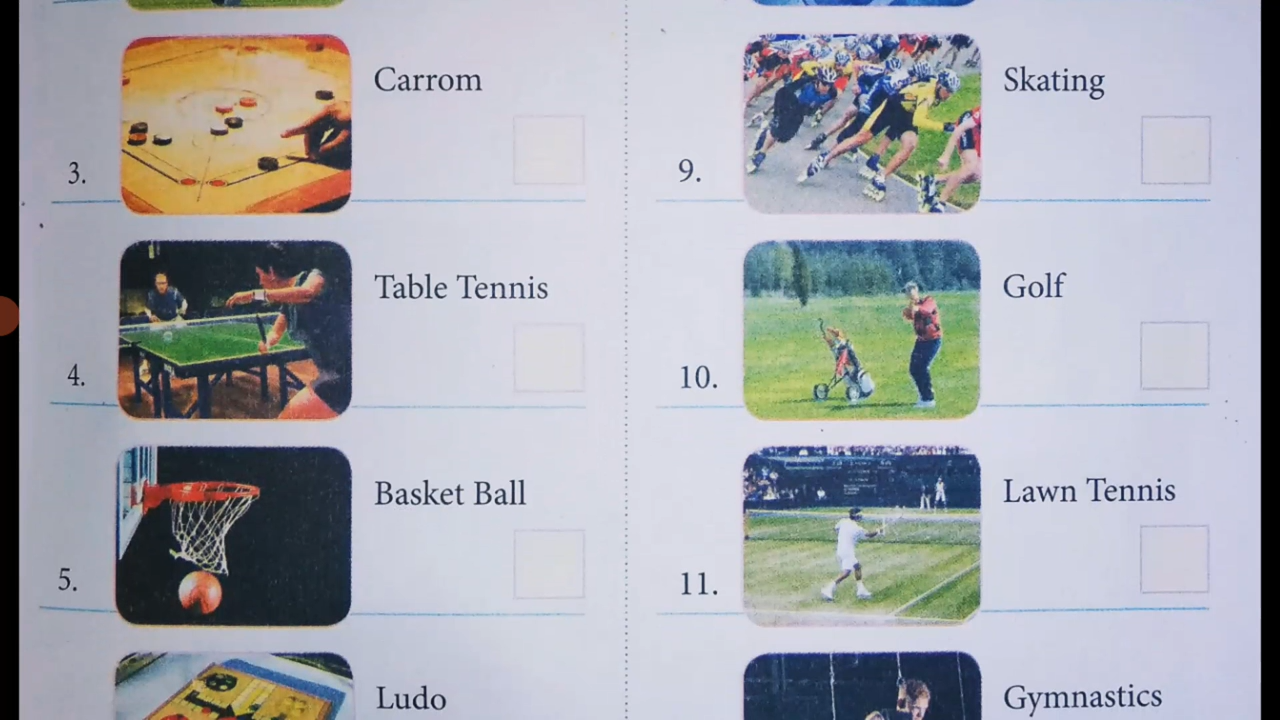 Carrom
3.
Table Tennis
4.
Basket Ball
5.
Ludo
Skating
9.
Golf
10.
Lawn Tennis
11.
Gymnastics